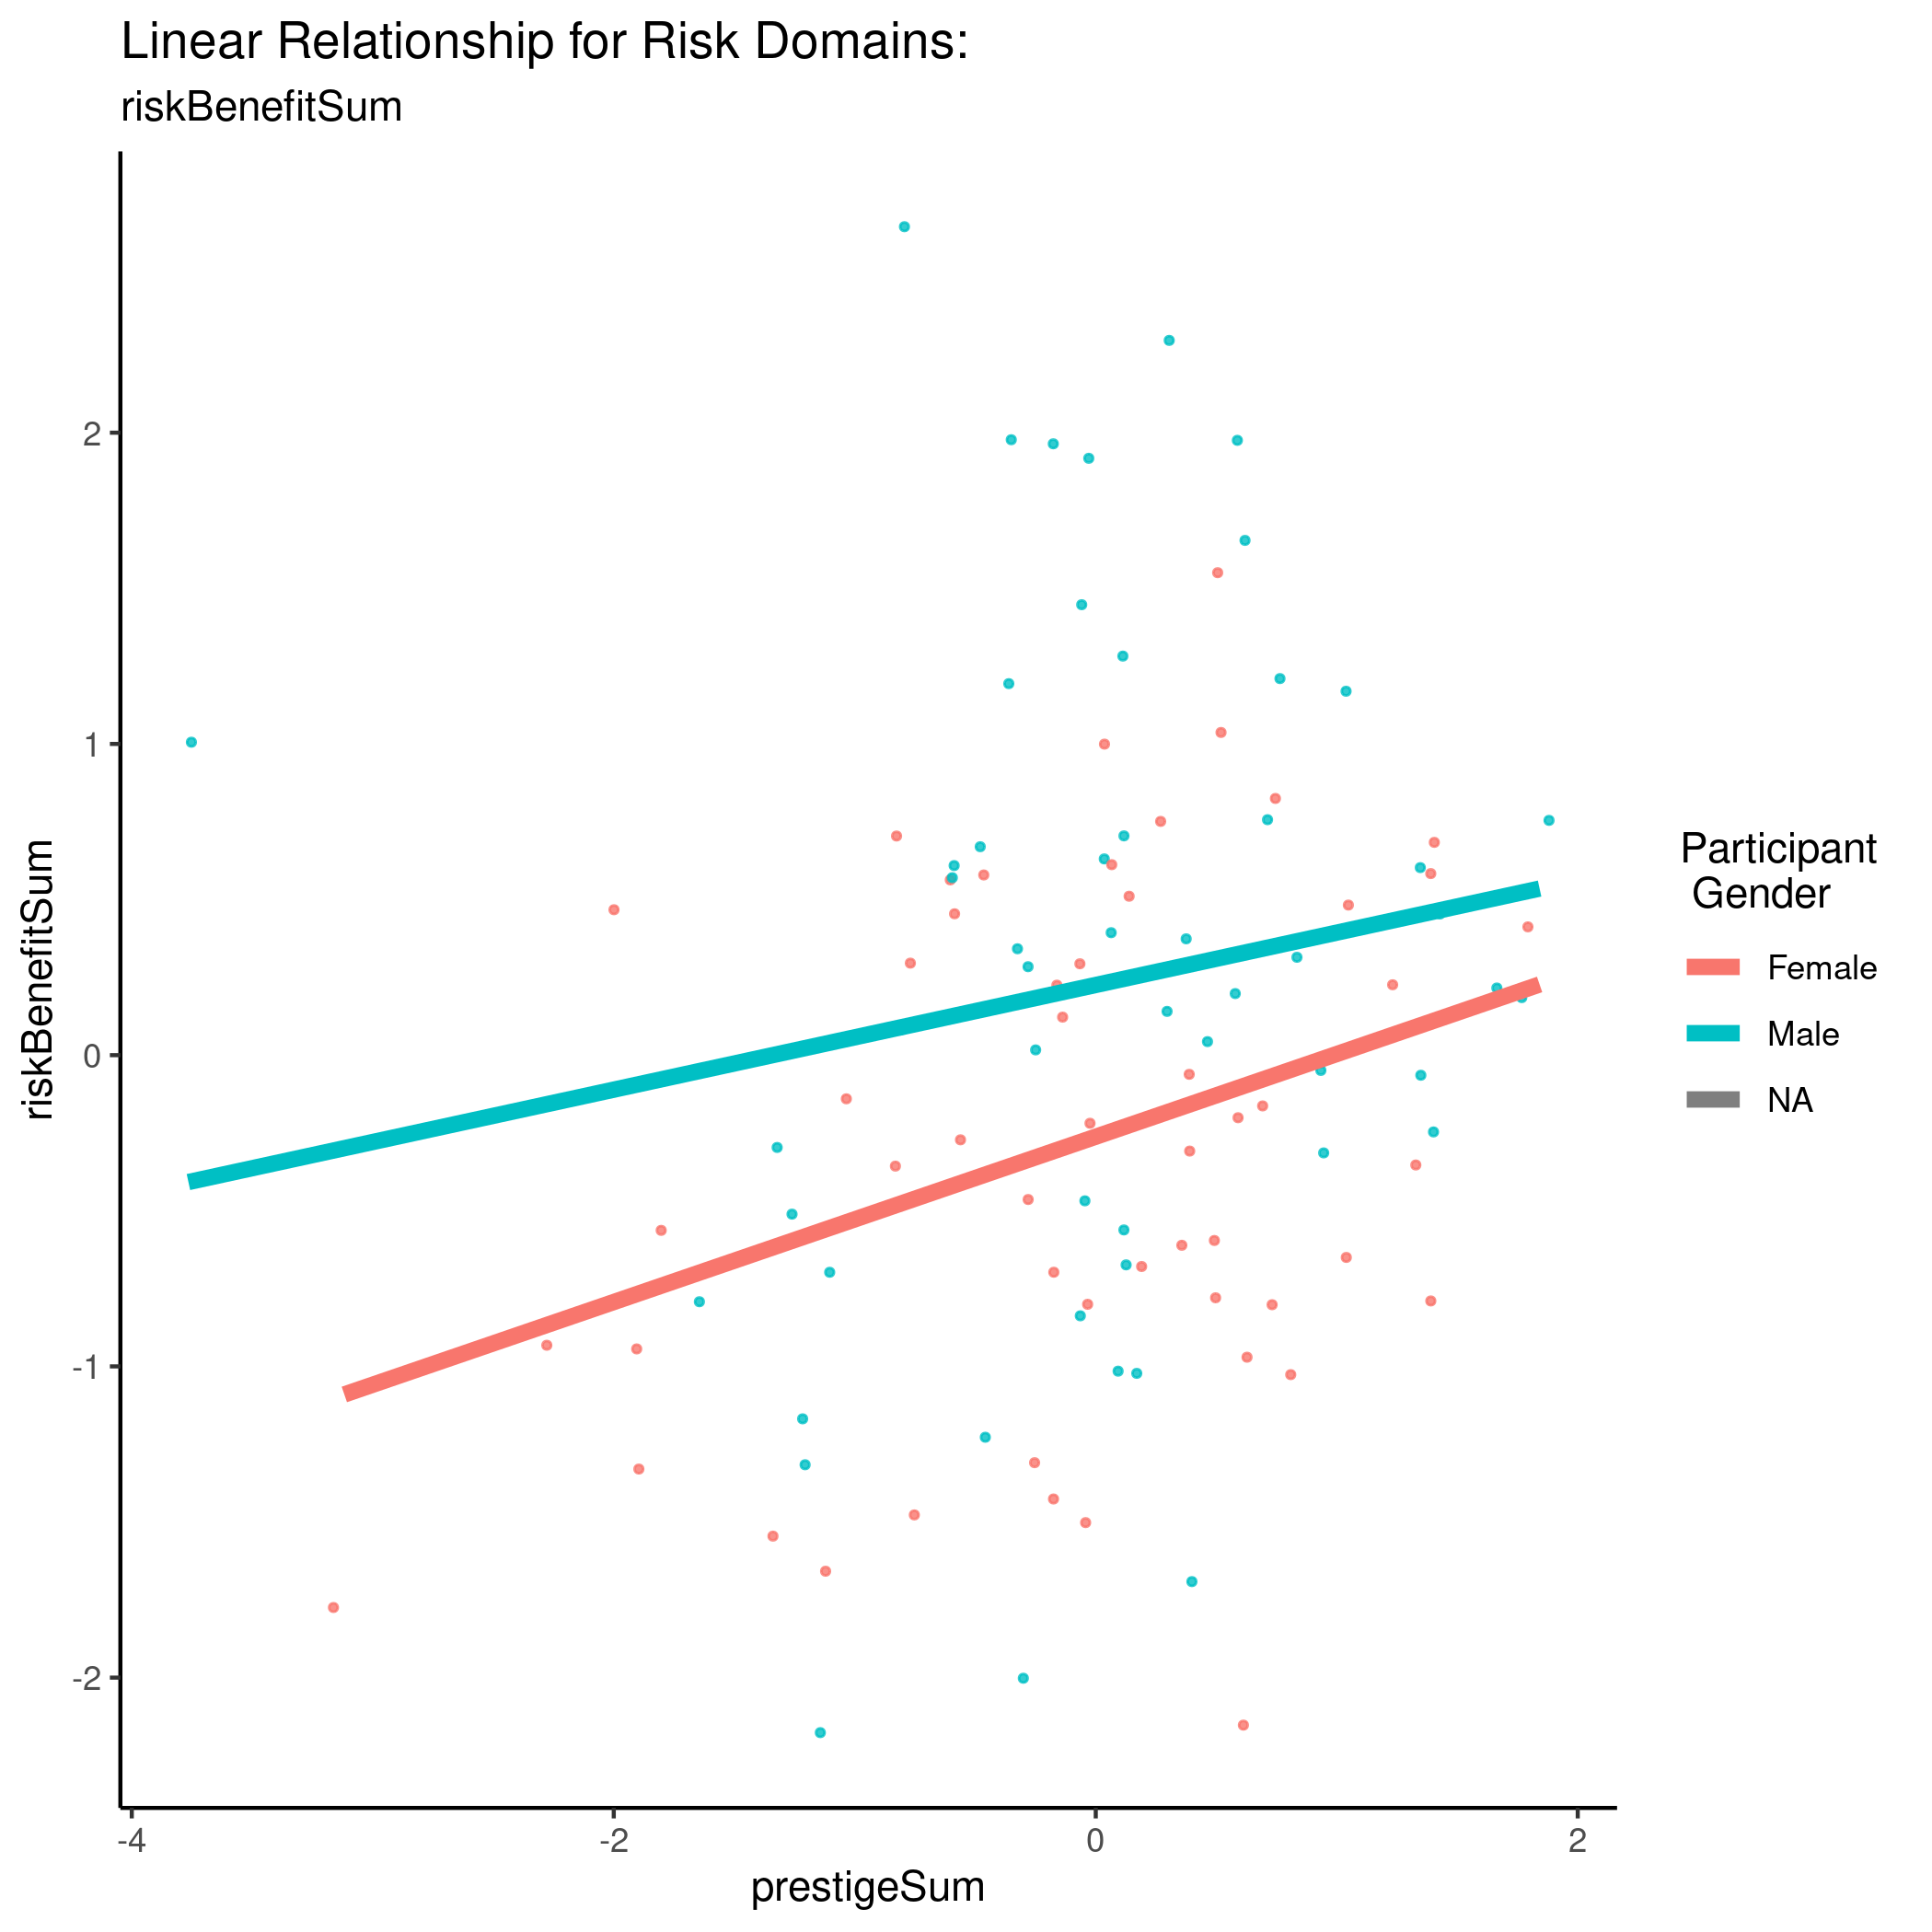 Linear Relationship for Risk Domains:
riskBenefitSum
riskBenefitSum
2
1
0
-1
-2
-4
-2
0
2
prestigeSum
Participant
Gender
Female
Male
NA